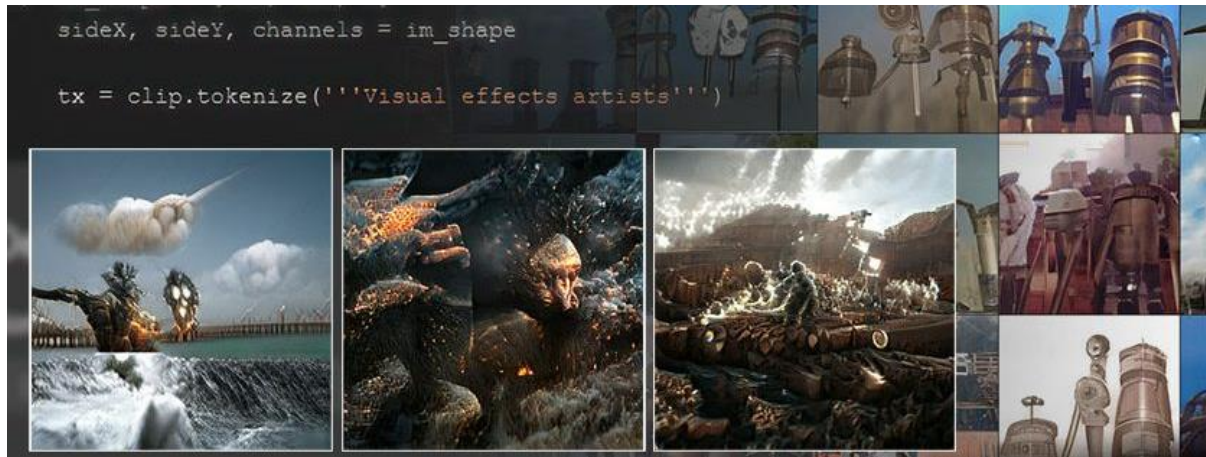 sideX, sideY, channels = im_shape
tx = clip.tokenize('''Visual effects artists''')